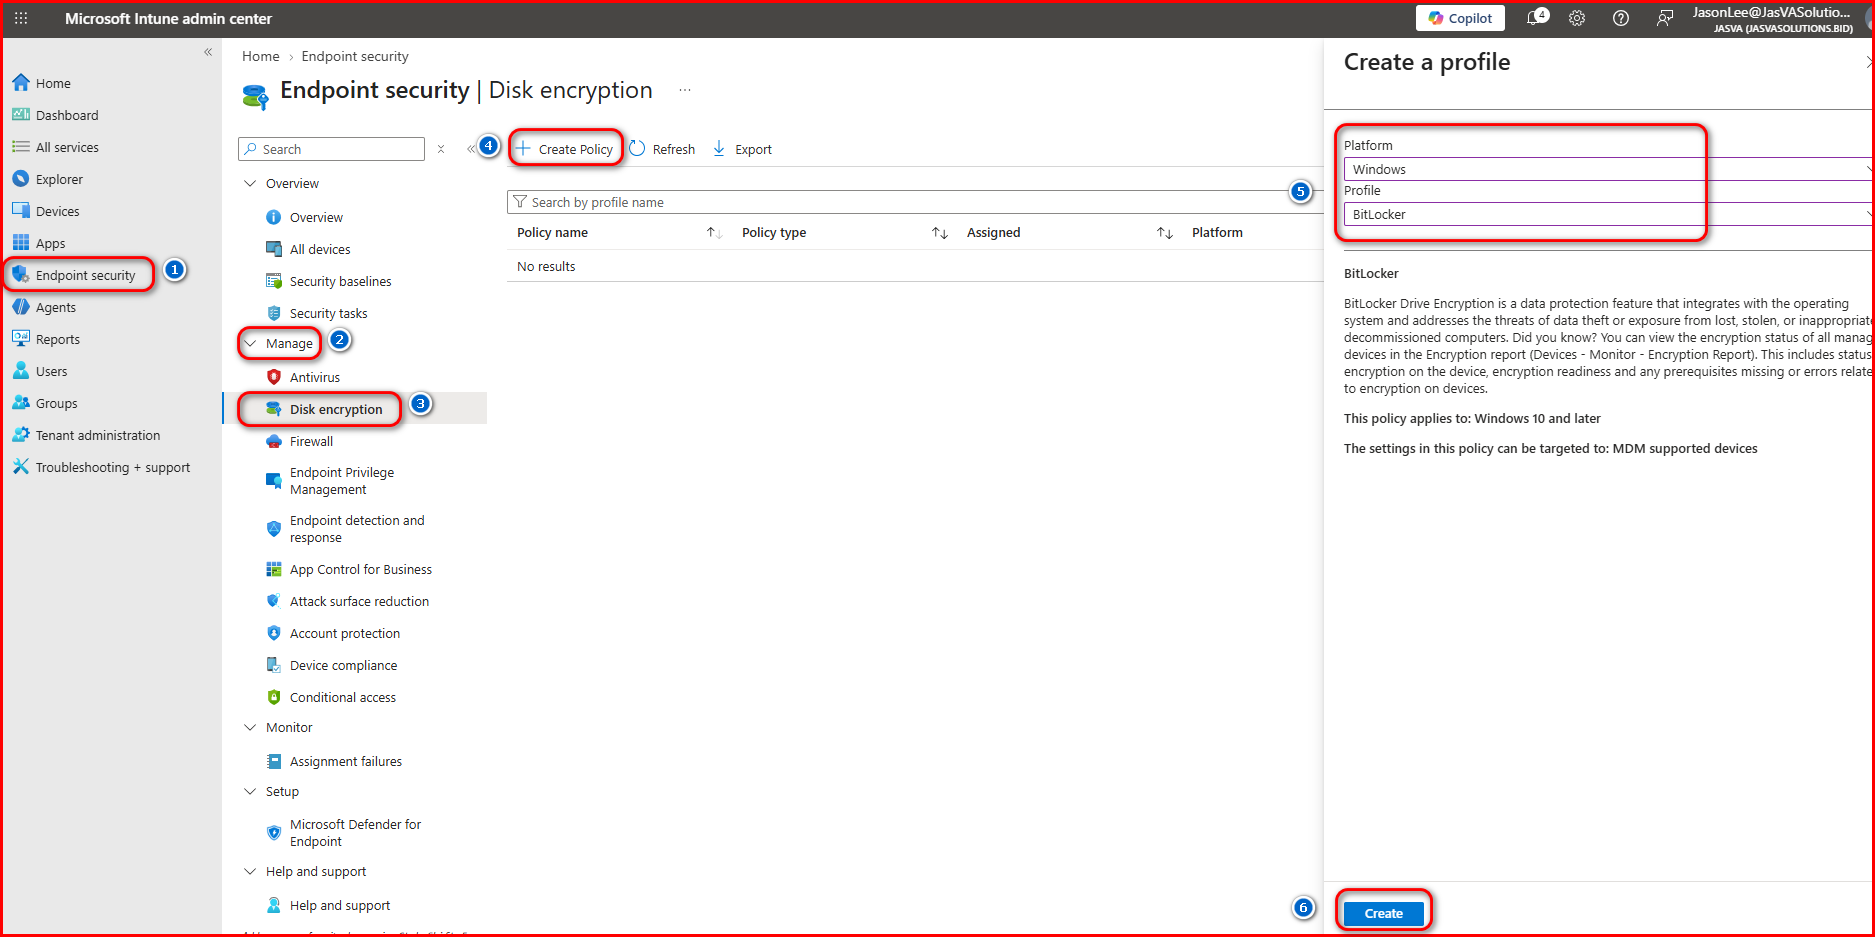 Microsoft Intune admin center
Copilot
4
JasonLee@JasVASolutio...
JASVA (JASVASOLUTIONS.BID)
Home
Dashboard
All services
Explorer
Devices
Apps
Endpoint security
1
Agents
Reports
Users
Groups
Tenant administration
Troubleshooting + support
Home > Endpoint security
Endpoint security | Disk encryption ...
Search
Overview
Overview
All devices
Security baselines
Security tasks
Manage
2
Antivirus
Disk encryption
3
Firewall
Endpoint Privilege
Management
Endpoint detection and
response
App Control for Business
Attack surface reduction
Account protection
Device compliance
Conditional access
Monitor
Assignment failures
Setup
Microsoft Defender for
Endpoint
Help and support
Help and support
4
Create Policy Refresh Export
Search by profile name
5
Policy name Policy type Assigned Platform
No results
Create a profile
Platform
Windows
Profile
BitLocker
BitLocker
BitLocker Drive Encryption is a data protection feature that integrates with the operating
system and addresses the threats of data theft or exposure from lost, stolen, or inappropriate
decommissioned computers. Did you know? You can view the encryption status of all manag
devices in the Encryption report (Devices - Monitor - Encryption Report). This includes status
encryption on the device, encryption readiness and any prerequisites missing or errors relate
to encryption on devices.
This policy applies to: Windows 10 and later
The settings in this policy can be targeted to: MDM supported devices
6
Create